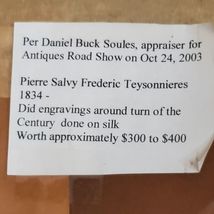 Per Daniel Buck Soules, appraiser for
Antiques Road Show on Oct 24, 2003
Pierre Salvy Frederic Teysonnieres
1834 -
Did engravings around turn of the
Century done on silk
Worth approximately $300 to $400